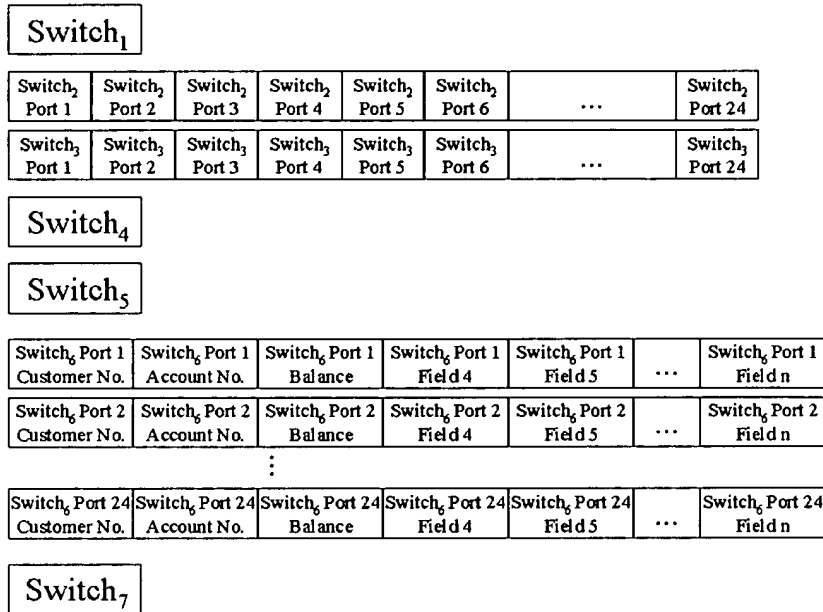 Switch₁
Switch₂ Switch₂ Switch₂ Switch₂ Switch₂ Switch₂ Switch₂
Port 1 Port 2 Port 3 Port 4 Port 5 Port 6 ... Port 24
Switch₃ Switch₃ Switch₃ Switch₃ Switch₃ Switch₃ Switch₃
Port 1 Port 2 Port 3 Port 4 Port 5 Port 6 ... Port 24
Switch₄
Switch₅
Switch₆ Port 1 Switch₆ Port 1 Switch₆ Port 1 Switch₆ Port 1 Switch₆ Port 1 Switch₆ Port 1
Customer No. Account No. Balance Field 4 Field 5 ... Field n
Switch₆ Port 2 Switch₆ Port 2 Switch₆ Port 2 Switch₆ Port 2 Switch₆ Port 2 Switch₆ Port 2
Customer No. Account No. Balance Field 4 Field 5 ... Field n
⋮
Switch₆ Port 24 Switch₆ Port 24 Switch₆ Port 24 Switch₆ Port 24 Switch₆ Port 24 Switch₆ Port 24
Customer No. Account No. Balance Field 4 Field 5 ... Field n
Switch₇